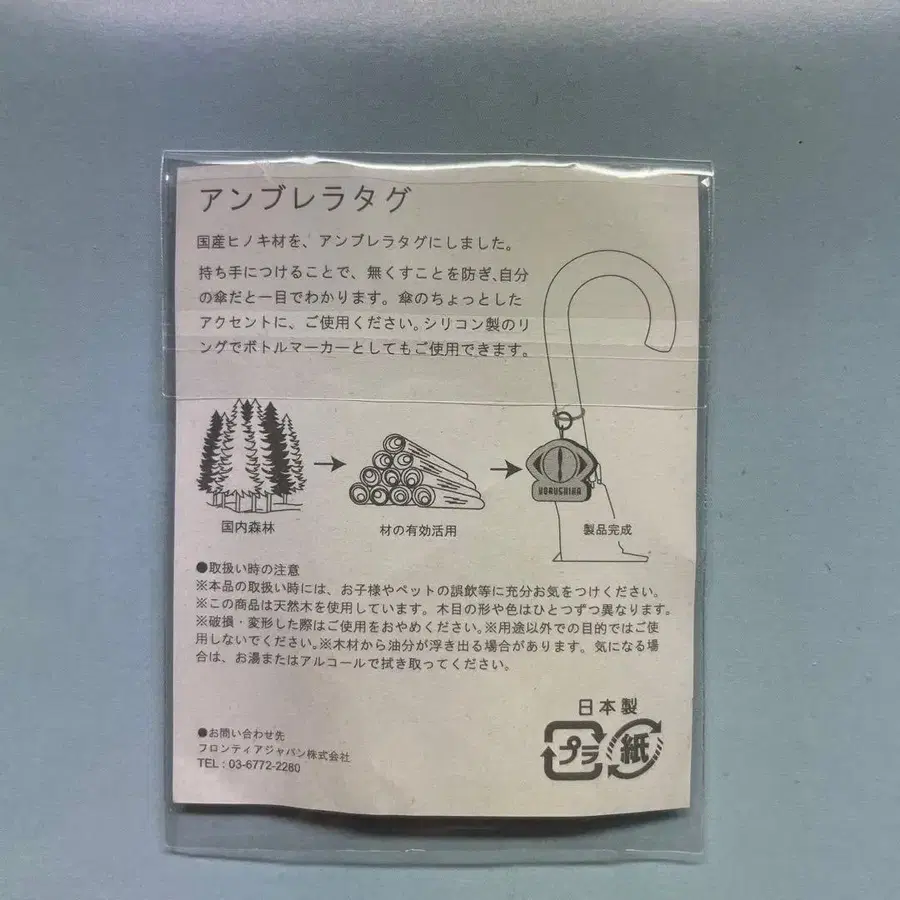 アンブレラタグ
国産ヒノキ材を、アンブレラタグにしました。
持ち手につけることで、無くすことを防ぎ、自分
の傘だと一目でわかります。傘のちょっとした
アクセントに、ご使用ください。シリコン製のリ
ングでボトルマーカーとしてもご使用できます。
YORUSHIKA
国内森林
材の有効活用
製品完成
●取扱い時の注意
※本品の取扱い時には、お子様やペットの誤飲等に充分お気をつけください。
※この商品は天然木を使用しています。木目の形や色はひとつずつ異なります。
※破損・変形した際はご使用をおやめください。※用途以外での目的ではご使
用しないでください。※木材から油分が浮き出る場合があります。気になる場
合は、お湯またはアルコールで拭き取ってください。
日本製
プラ
紙
●お問い合わせ先
フロンティアジャパン株式会社
TEL : 03-6772-2280